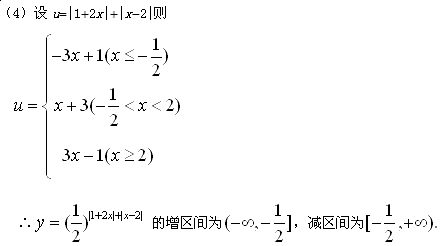 （4）设 u=|1+2x|+|x-2|则
u = { -3x+1(x ≤ -1/2)
x+3(-1/2 < x < 2)
3x-1(x ≥ 2)
∴ y = (1/2)^{|1+2x|+|x-2|} 的增区间为(-∞,-1/2]，减区间为[-1/2,+∞).